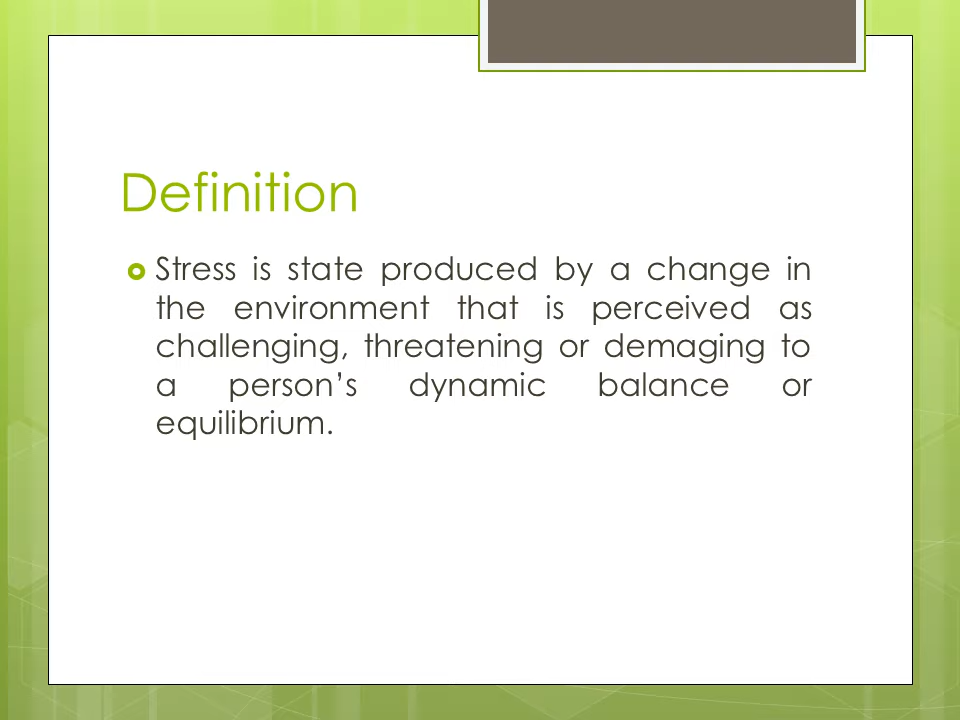 Definition
Stress is state produced by a change in
the environment that is perceived as
challenging, threatening or demaging to
a person’s dynamic balance or
equilibrium.